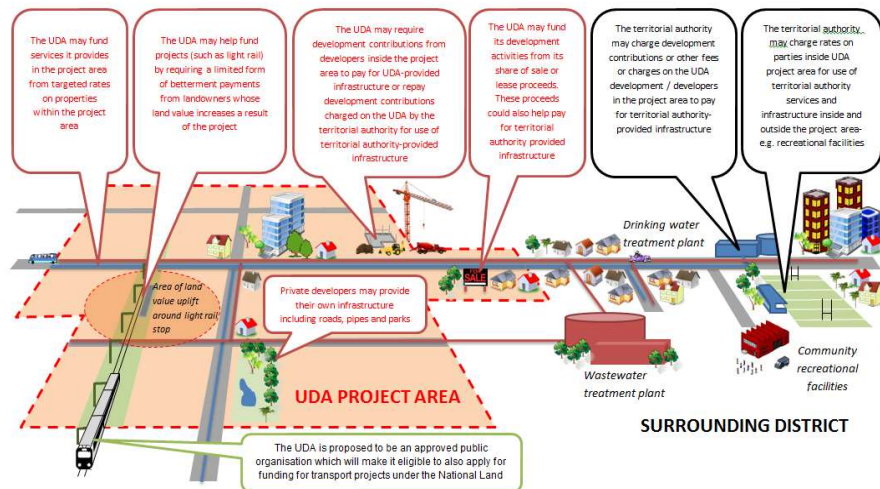 The UDA may fund
services it provides
in the project area
from targeted rates
on properties
within the project
area
The UDA may help fund
projects (such as light rail)
by requiring a limited form
of betterment payments
from landowners whose
land value increases a result
of the project
The UDA may require
development contributions from
developers inside the project
area to pay for UDA-provided
infrastructure or repay
development contributions
charged on the UDA by the
territorial authority for use of
territorial authority-provided
infrastructure
The UDA may fund
its development
activities from its
share of sale or
lease proceeds.
These proceeds
could also help pay
for territorial
authority provided
infrastructure
The territorial authority
may charge development
contributions or other fees
or charges on the UDA
development / developers
in the project area to pay
for territorial authority-
provided infrastructure
The territorial authority
may charge rates on
parties inside UDA
project area for use of
territorial authority
services and
infrastructure inside and
outside the project area-
e.g. recreational facilities
Drinking water
treatment plant
FOR
SALE
Area of land
value uplift
around light rail
stop
Private developers may provide
their own infrastructure
including roads, pipes and parks
H
H
Community
recreational
facilities
Wastewater
treatment plant
UDA PROJECT AREA
SURROUNDING DISTRICT
The UDA is proposed to be an approved public
organisation which will make it eligible to also apply for
funding for transport projects under the National Land